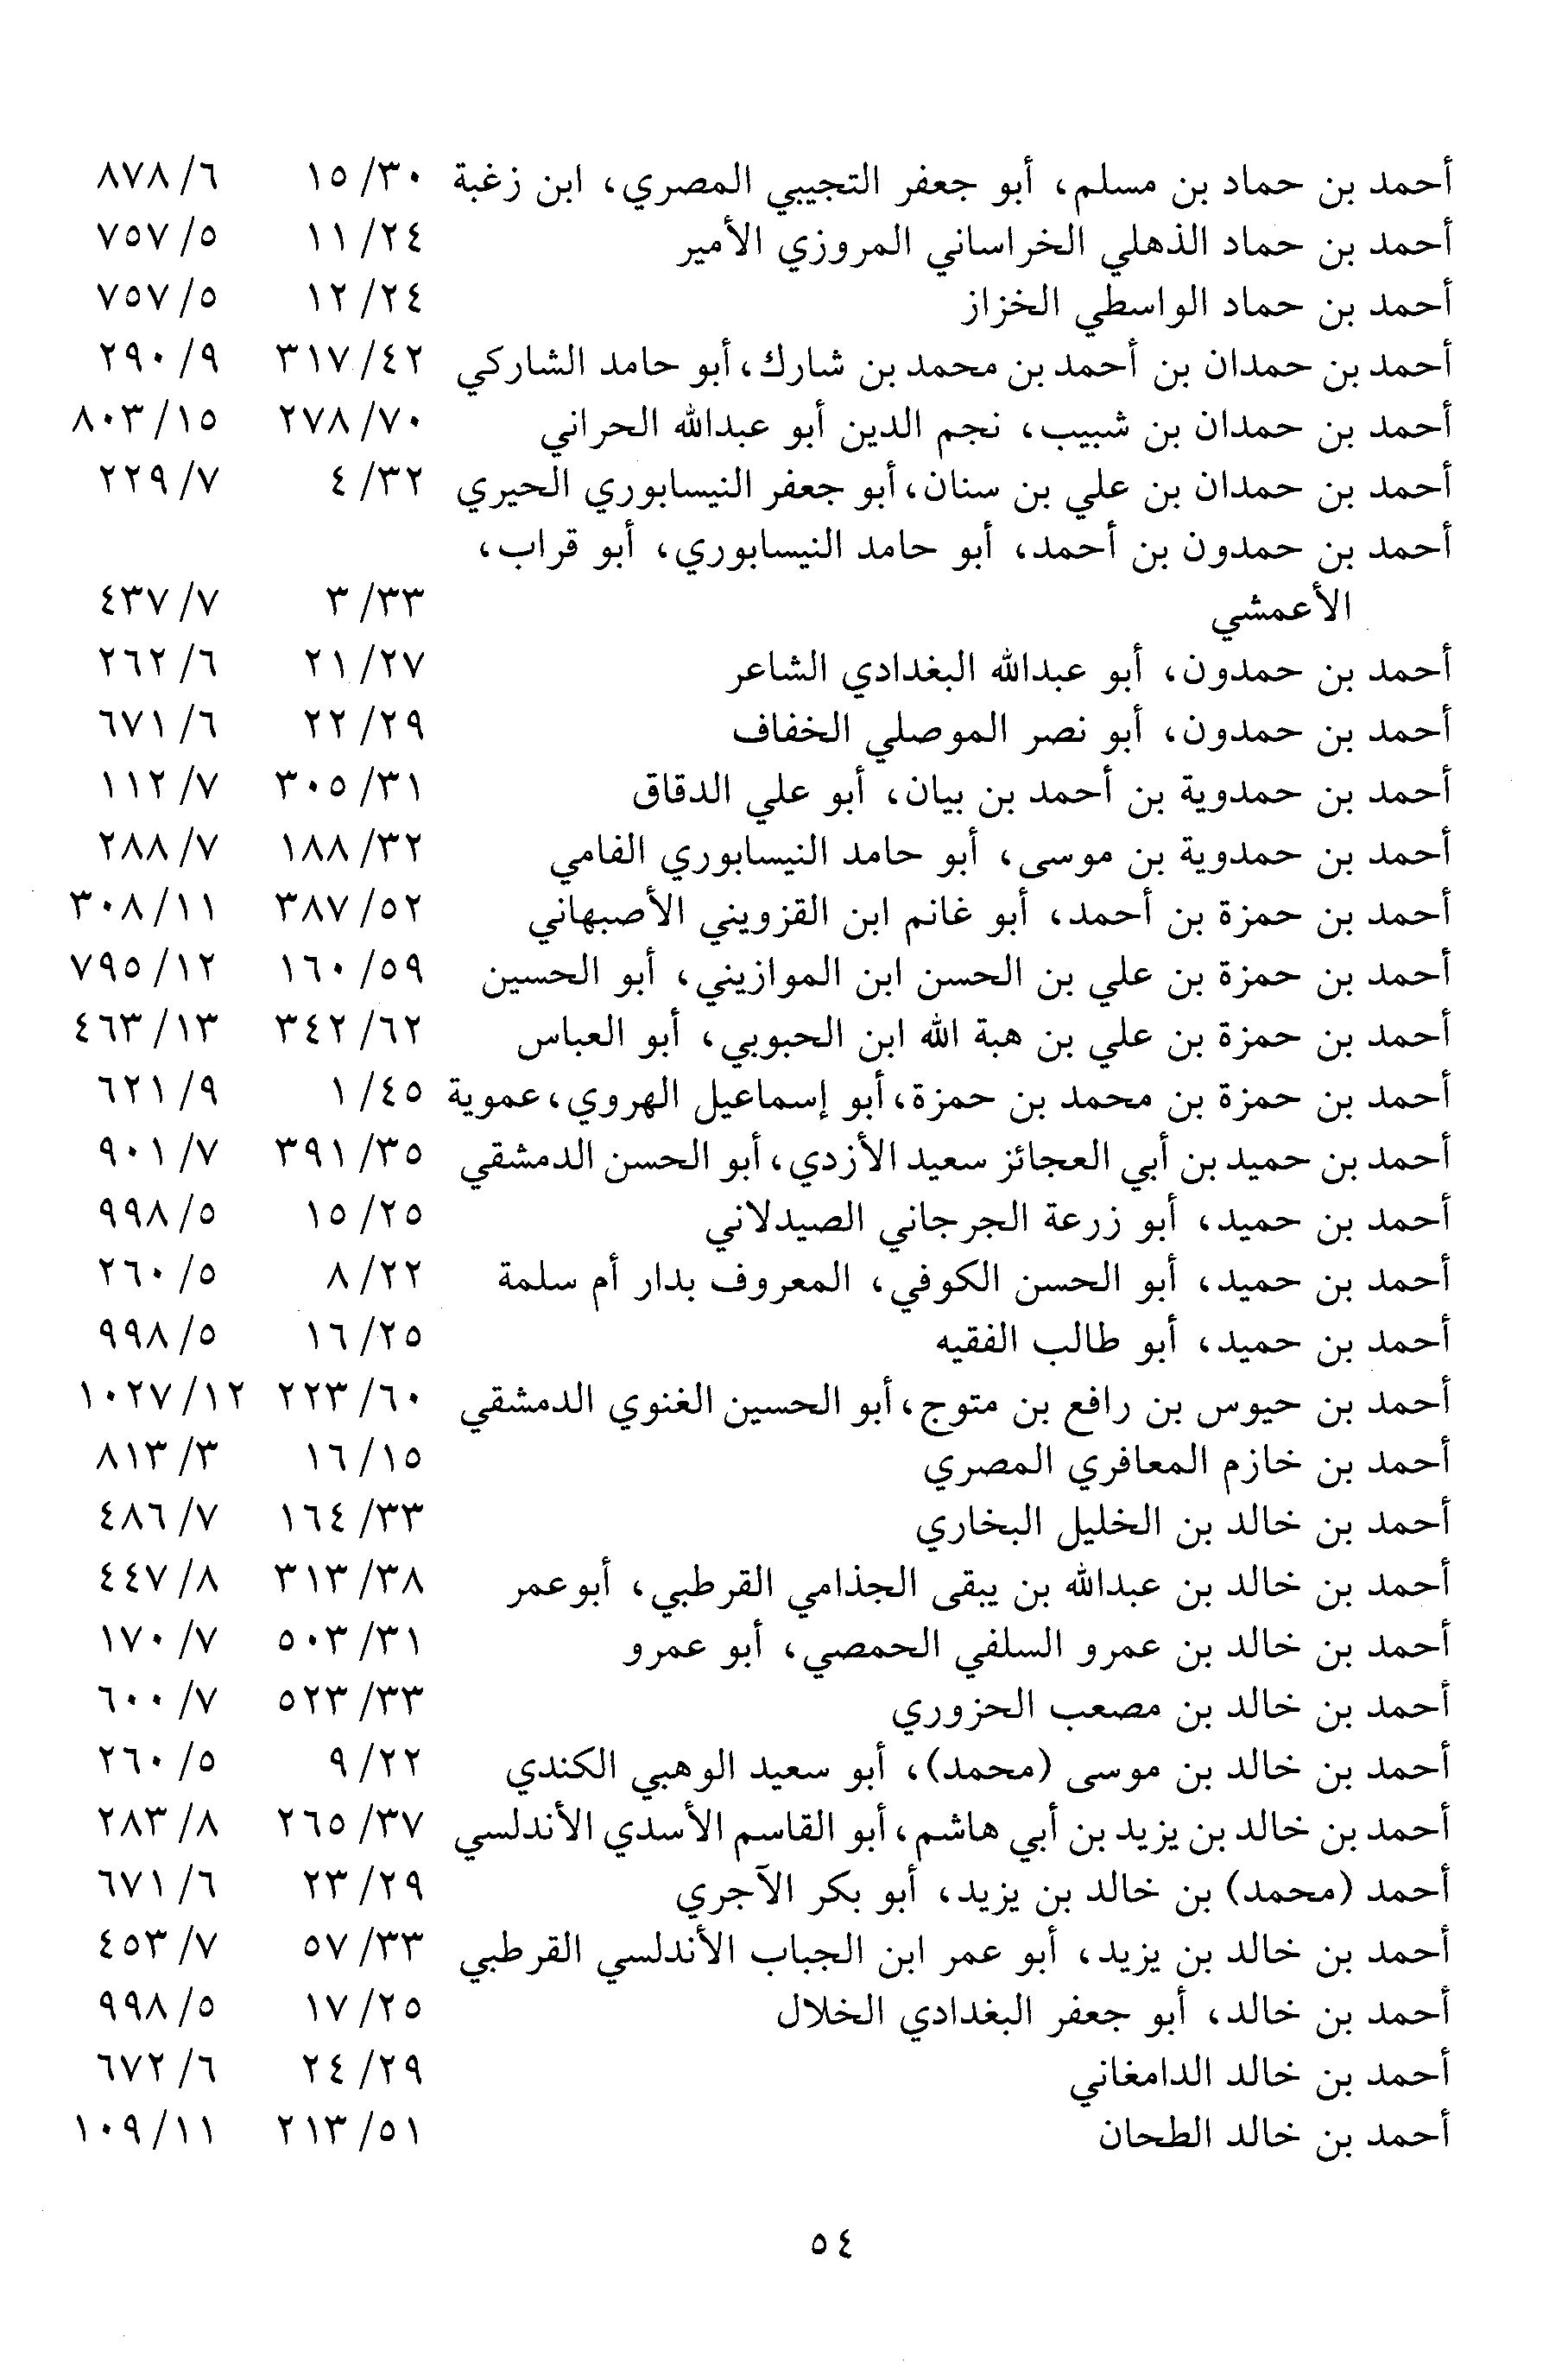 أحمد بن حماد بن مسلم، أبو جعفر التجيبي المصري، ابن زغبة ٣٠/ ١٥ ٦/ ٨٧٨
أحمد بن حماد الذهلي الخراساني المروزي الأمير ٢٤/ ١١ ٥/ ٧٥٧
أحمد بن حماد الواسطي الخزاز ٢٤/ ١٢ ٥/ ٧٥٧
أحمد بن حمدان بن أحمد بن محمد بن شارك، أبو حامد الشاركي ٤٢/ ٣١٧ ٩/ ٢٩٠
أحمد بن حمدان بن شبيب، نجم الدين أبو عبدالله الحراني ٧٠/ ٢٧٨ ١٥/ ٨٠٣
أحمد بن حمدان بن علي بن سنان، أبو جعفر النيسابوري الحيري ٣٢/ ٤ ٧/ ٢٢٩
أحمد بن حمدون بن أحمد، أبو حامد النيسابوري، أبو قراب،
الأعمشي ٣٣/ ٣ ٧/ ٤٣٧
أحمد بن حمدون، أبو عبدالله البغدادي الشاعر ٢٧/ ٢١ ٦/ ٢٦٢
أحمد بن حمدون، أبو نصر الموصلي الخفاف ٢٩/ ٢٢ ٦/ ٦٧١
أحمد بن حمدوية بن أحمد بن بيان، أبو علي الدقاق ٣١/ ٣٠٥ ٧/ ١١٢
أحمد بن حمدوية بن موسى، أبو حامد النيسابوري الفامي ٣٢/ ١٨٨ ٧/ ٢٨٨
أحمد بن حمزة بن أحمد، أبو غانم ابن القزويني الأصبهاني ٥٢/ ٣٨٧ ١١/ ٣٠٨
أحمد بن حمزة بن علي بن الحسن ابن الموازيني، أبو الحسين ٥٩/ ١٦٠ ١٢/ ٧٩٥
أحمد بن حمزة بن علي بن هبة الله ابن الحبوبي، أبو العباس ٦٢/ ٣٤٢ ١٣/ ٤٦٣
أحمد بن حمزة بن محمد بن حمزة، أبو إسماعيل الهروي، عموية ٤٥/ ١ ٩/ ٦٢١
أحمد بن حميد بن أبي العجائز سعيد الأزدي، أبو الحسن الدمشقي ٣٥/ ٣٩١ ٧/ ٩٠١
أحمد بن حميد، أبو زرعة الجرجاني الصيدلاني ٢٥/ ١٥ ٥/ ٩٩٨
أحمد بن حميد، أبو الحسن الكوفي، المعروف بدار أم سلمة ٢٢/ ٨ ٥/ ٢٦٠
أحمد بن حميد، أبو طالب الفقيه ٢٥/ ١٦ ٥/ ٩٩٨
أحمد بن حيوس بن رافع بن متوج، أبو الحسين الغنوي الدمشقي ٦٠/ ٢٢٣ ١٢/ ١٠٢٧
أحمد بن خازم المعافري المصري ١٥/ ١٦ ٣/ ٨١٣
أحمد بن خالد بن الخليل البخاري ٣٣/ ١٦٤ ٧/ ٤٨٦
أحمد بن خالد بن عبدالله بن يبقى الجذامي القرطبي، أبوعمر ٣٨/ ٣١٣ ٨/ ٤٤٧
أحمد بن خالد بن عمرو السلفي الحمصي، أبو عمرو ٣١/ ٥٠٣ ٧/ ١٧٠
أحمد بن خالد بن مصعب الحزوري ٣٣/ ٥٢٣ ٧/ ٦٠٠
أحمد بن خالد بن موسى (محمد)، أبو سعيد الوهبي الكندي ٢٢/ ٩ ٥/ ٢٦٠
أحمد بن خالد بن يزيد بن أبي هاشم، أبو القاسم الأسدي الأندلسي ٣٧/ ٢٦٥ ٨/ ٢٨٣
أحمد (محمد) بن خالد بن يزيد، أبو بكر الآجري ٢٩/ ٢٣ ٦/ ٦٧١
أحمد بن خالد بن يزيد، أبو عمر ابن الجباب الأندلسي القرطبي ٣٣/ ٥٧ ٧/ ٤٥٣
أحمد بن خالد، أبو جعفر البغدادي الخلال ٢٥/ ١٧ ٥/ ٩٩٨
أحمد بن خالد الدامغاني ٢٩/ ٢٤ ٦/ ٦٧٢
أحمد بن خالد الطحان ٥١/ ٢١٣ ١١/ ١٠٩
٥٤